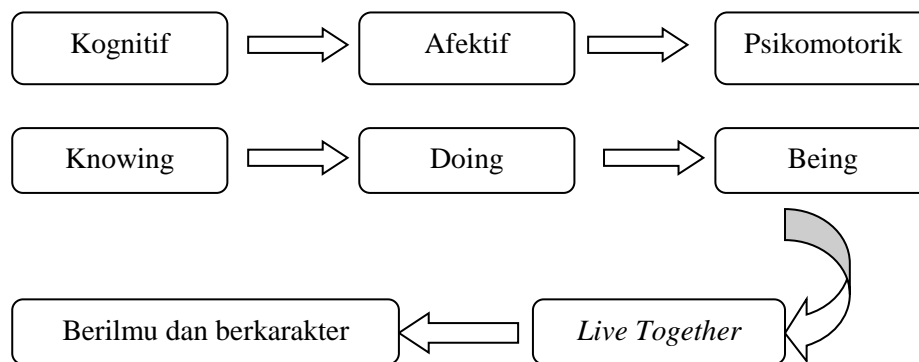 Kognitif Afektif Psikomotorik
Knowing Doing Being
Berilmu dan berkarakter Live Together